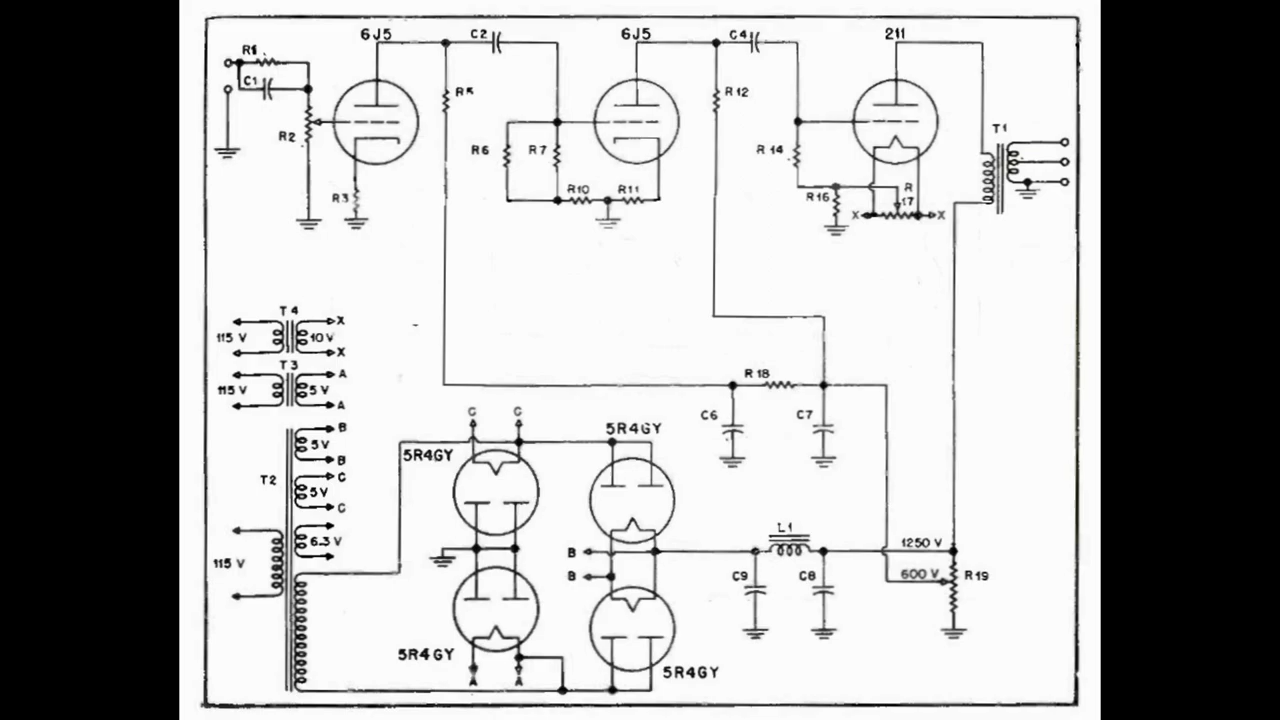 6J5
C2
6J5
C4
211
R1
C1
R2
R3
R5
R6
R7
R10
R11
R12
R14
R16
R
17
X
X
T1
T4
115 V
10V
X
X
T3
115 V
5V
A
A
B
5V
B
T2
C
5V
C
6.3 V
115 V
R 18
C6
C7
C
C
5R4GY
5R4GY
B
B
L1
C9
C8
1250 V
600 V
R19
5R4GY
A
A
5R4GY